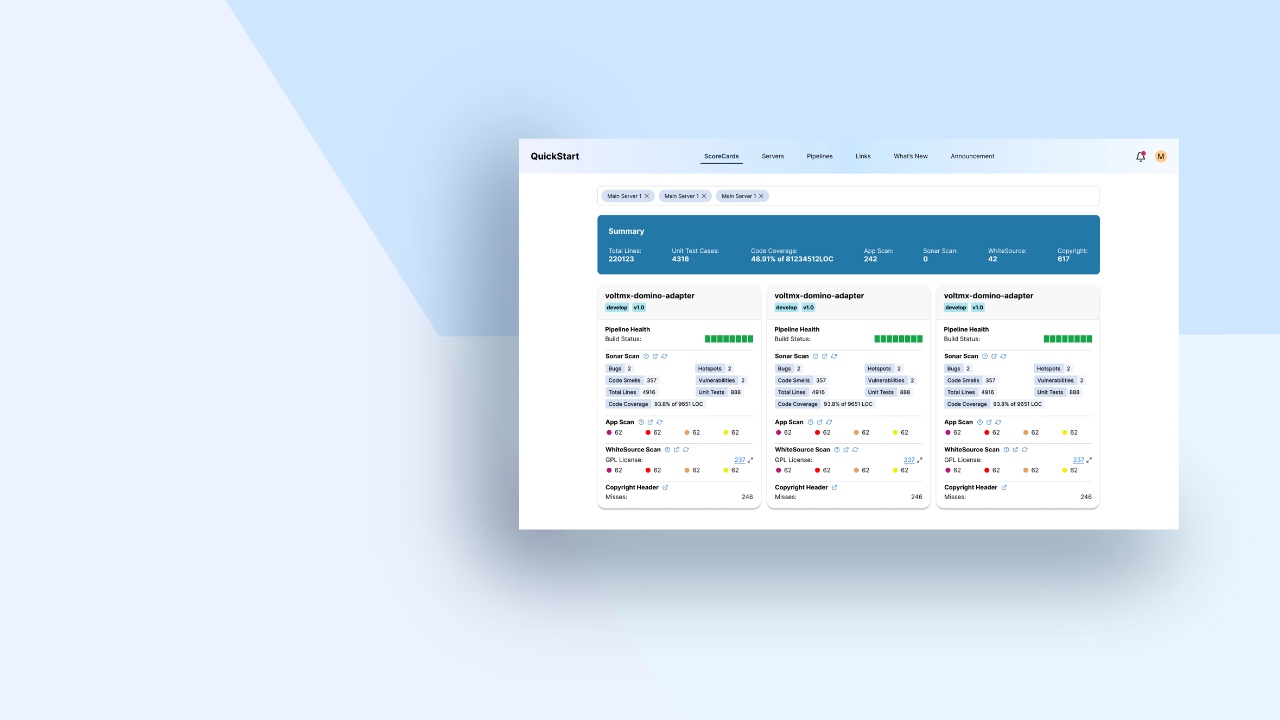 QuickStart ScoreCards Servers Pipelines Links What's New Announcement M
Main Server 1 Main Server 1 Main Server 1
Summary
Total Lines: Unit Test Cases: Code Coverage: App Scan: Sonar Scan: WhiteSource: Copyright:
220123 4316 48.91% of 81234512LOC 242 0 42 617
voltmx-domino-adapter
develop v1.0
Pipeline Health
Build Status:
Sonar Scan
Bugs 2 Hotspots 2
Code Smells 357 Vulnerabilities 2
Total Lines 4916 Unit Tests 888
Code Coverage 93.8% of 9651 LOC
App Scan
62 62 62 62
WhiteSource Scan
GPL License: 237
62 62 62 62
Copyright Header
Misses: 246
voltmx-domino-adapter
develop v1.0
Pipeline Health
Build Status:
Sonar Scan
Bugs 2 Hotspots 2
Code Smells 357 Vulnerabilities 2
Total Lines 4916 Unit Tests 888
Code Coverage 93.8% of 9651 LOC
App Scan
62 62 62 62
WhiteSource Scan
GPL License: 237
62 62 62 62
Copyright Header
Misses: 246
voltmx-domino-adapter
develop v1.0
Pipeline Health
Build Status:
Sonar Scan
Bugs 2 Hotspots 2
Code Smells 357 Vulnerabilities 2
Total Lines 4916 Unit Tests 888
Code Coverage 93.8% of 9651 LOC
App Scan
62 62 62 62
WhiteSource Scan
GPL License: 237
62 62 62 62
Copyright Header
Misses: 246